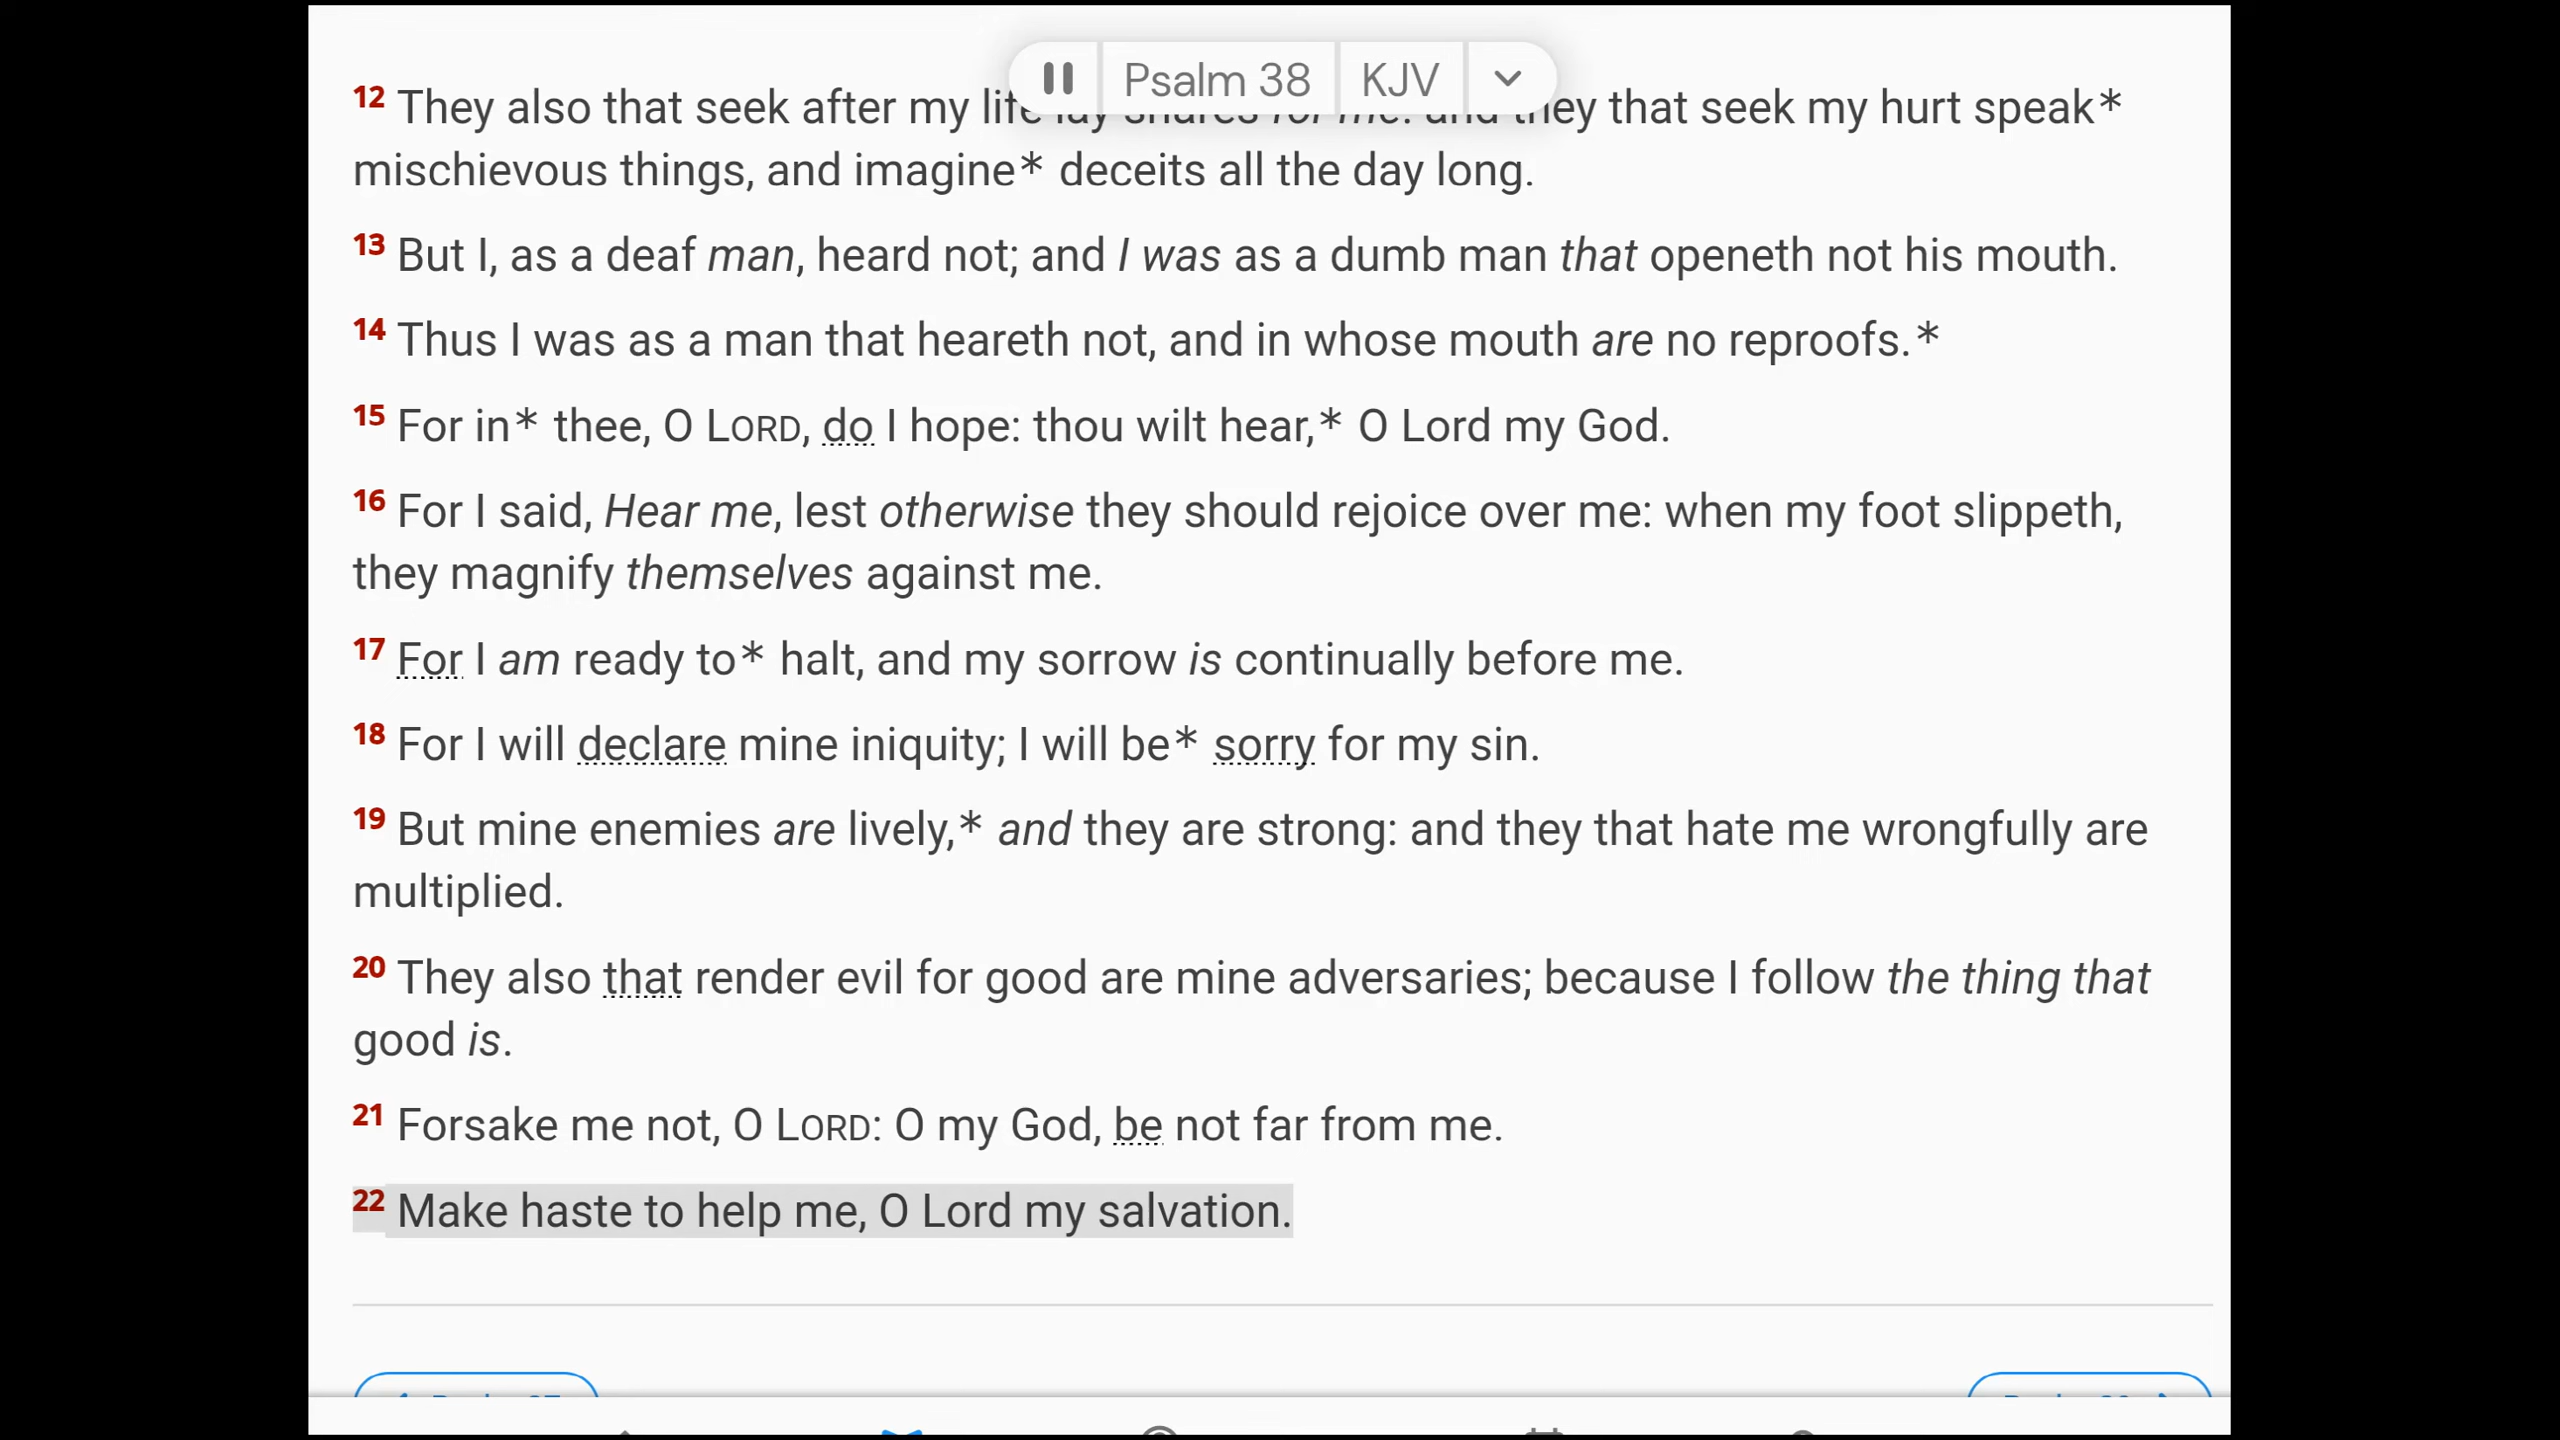 Psalm 38 KJV
12 They also that seek after my life lay snares for me: and they that seek my hurt speak*
mischievous things, and imagine* deceits all the day long.
13 But I, as a deaf man, heard not; and I was as a dumb man that openeth not his mouth.
14 Thus I was as a man that heareth not, and in whose mouth are no reproofs.*
15 For in* thee, O LORD, do I hope: thou wilt hear,* O Lord my God.
16 For I said, Hear me, lest otherwise they should rejoice over me: when my foot slippeth,
they magnify themselves against me.
17 For I am ready to* halt, and my sorrow is continually before me.
18 For I will declare mine iniquity; I will be* sorry for my sin.
19 But mine enemies are lively,* and they are strong: and they that hate me wrongfully are
multiplied.
20 They also that render evil for good are mine adversaries; because I follow the thing that
good is.
21 Forsake me not, O LORD: O my God, be not far from me.
22 Make haste to help me, O Lord my salvation.